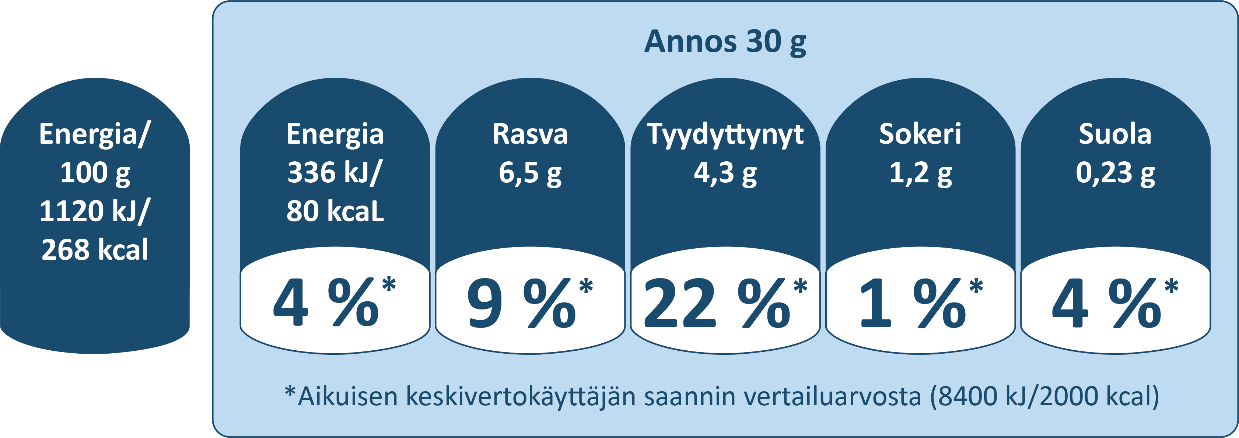 Annos 30 g
Energia/
100 g
1120 kJ/
268 kcal
Energia
336 kJ/
80 kcaL
4 %*
Rasva
6,5 g
9 %*
Tyydyttynyt
4,3 g
22 %*
Sokeri
1,2 g
1 %*
Suola
0,23 g
4 %*
*Aikuisen keskivertokäyttäjän saannin vertailuarvosta (8400 kJ/2000 kcal)